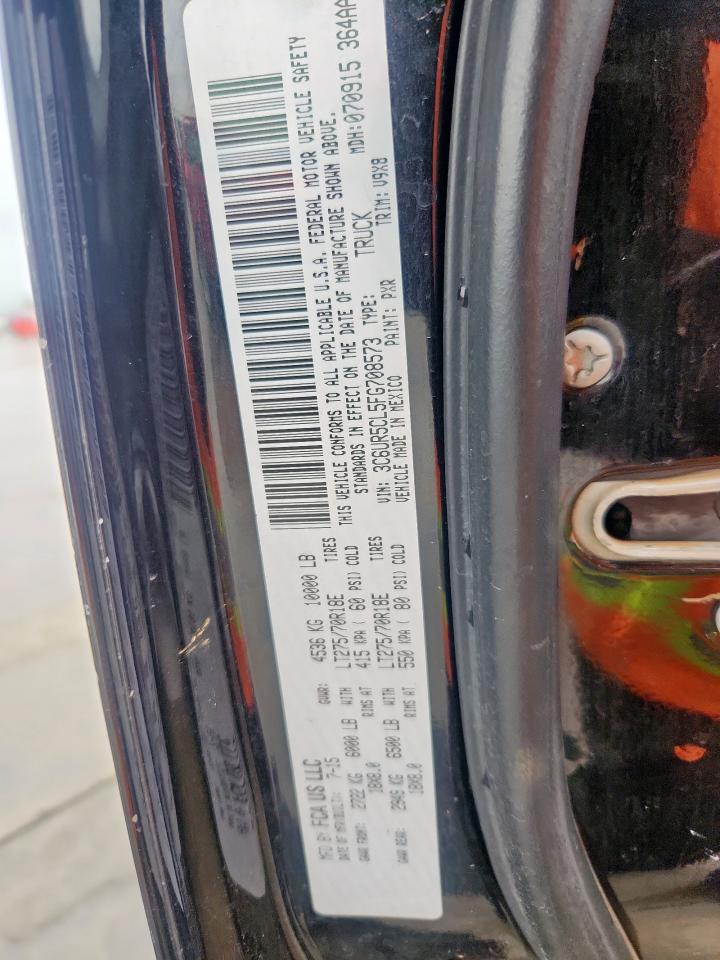 MFD BY FCA US LLC
DATE OF MFR/BUILT: 7-15 GVWR: 4536 KG 10000 LB
GAWR FRONT: 2722 KG 6000 LB WITH LT275/70R18E TIRES
18X8.0 RIMS AT 415 KPA ( 60 PSI) COLD
GAWR REAR: 2949 KG 6500 LB WITH LT275/70R18E TIRES
18X8.0 RIMS AT 550 KPA ( 80 PSI) COLD
THIS VEHICLE CONFORMS TO ALL APPLICABLE U.S.A. FEDERAL MOTOR VEHICLE SAFETY
STANDARDS IN EFFECT ON THE DATE OF MANUFACTURE SHOWN ABOVE.
VIN: 3C6UR5CL5FG708573 TYPE: TRUCK MDH:070915 364AA
VEHICLE MADE IN MEXICO PAINT: PXR TRIM: V9X8